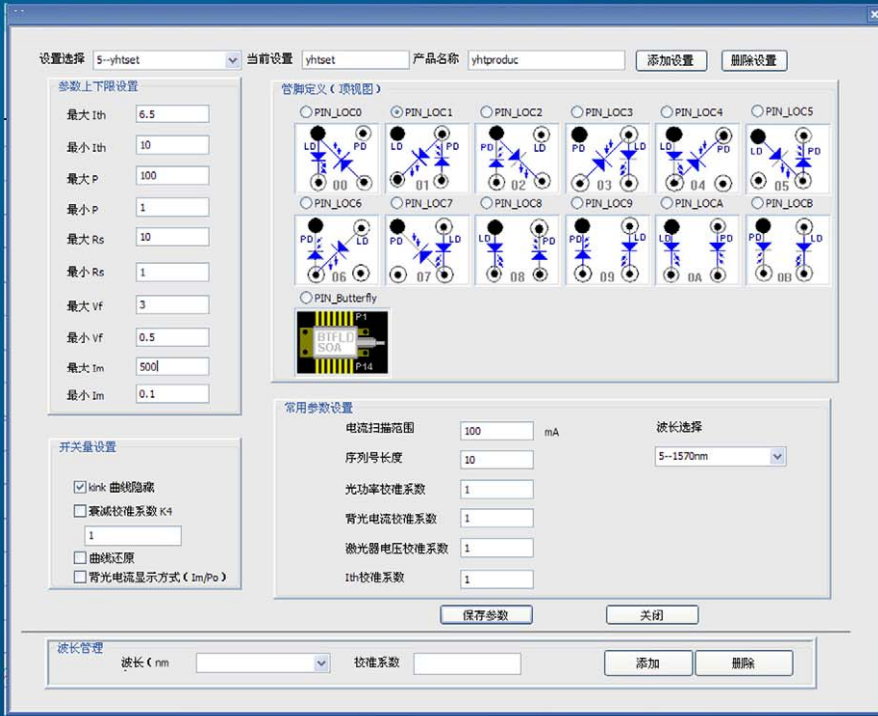 设置选择 5--yhtset 当前设置 yhtset 产品名称 yhtproduc 添加设置 删除设置
参数上下限设置
最大 Ith 6.5
最小 Ith 10
最大 P 100
最小 P 1
最大 Rs 10
最小 Rs 1
最大 Vf 3
最小 Vf 0.5
最大 Im 500
最小 Im 0.1
管脚定义(顶视图)
PIN_LOC0 PIN_LOC1 PIN_LOC2 PIN_LOC3 PIN_LOC4 PIN_LOC5
LD PD LD PD PD LD PD LD LD PD LD PD
00 01 02 03 04 05
PIN_LOC6 PIN_LOC7 PIN_LOC8 PIN_LOC9 PIN_LOCA PIN_LOCB
PD LD PD LD LD PD PD LD LD PD PD LD
06 07 08 09 0A 0B
PIN_Butterfly
P1
BTFLD
SOA
P14
开关量设置
kink 曲线隐藏
衰减校准系数 K4
1
曲线还原
背光电流显示方式(Im/Po)
常用参数设置
电流扫描范围 100 mA 波长选择
序列号长度 10 5--1570nm
光功率校准系数 1
背光电流校准系数 1
激光器电压校准系数 1
Ith校准系数 1
保存参数 关闭
波长管理
波长(nm 校准系数 添加 删除